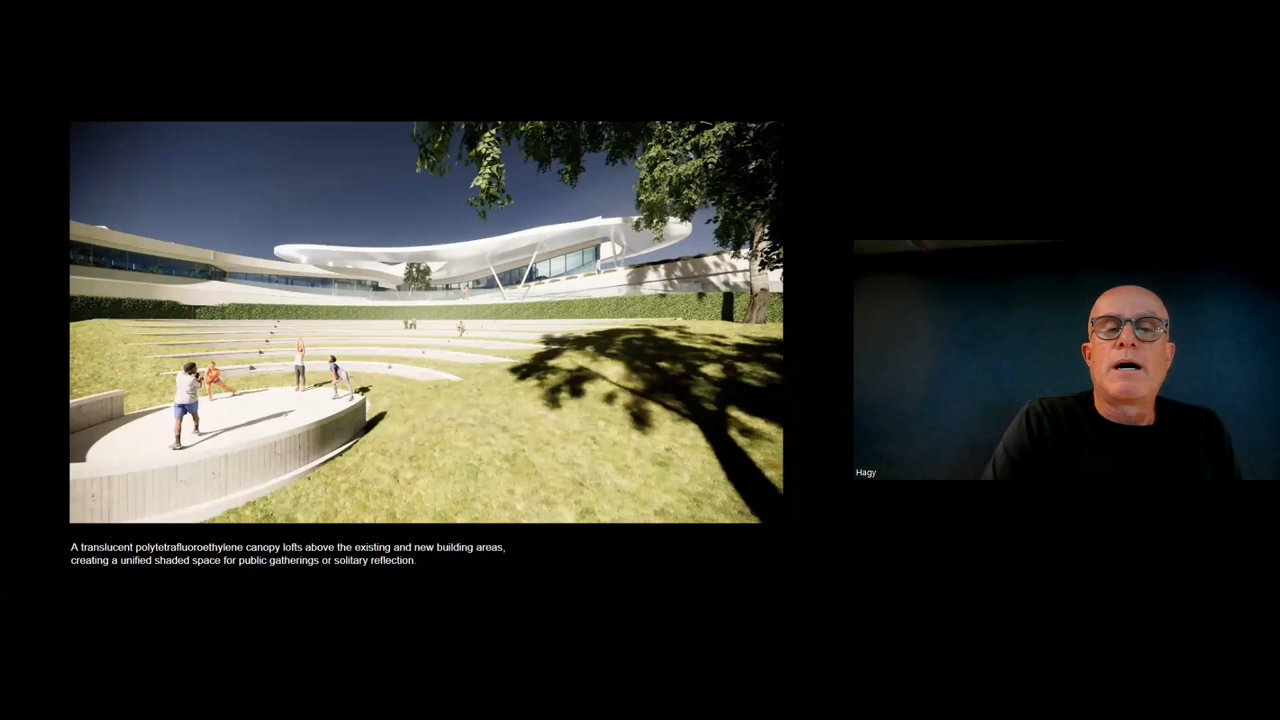 A translucent polytetrafluoroethylene canopy lofts above the existing and new building areas,
creating a unified shaded space for public gatherings or solitary reflection.
Hagy